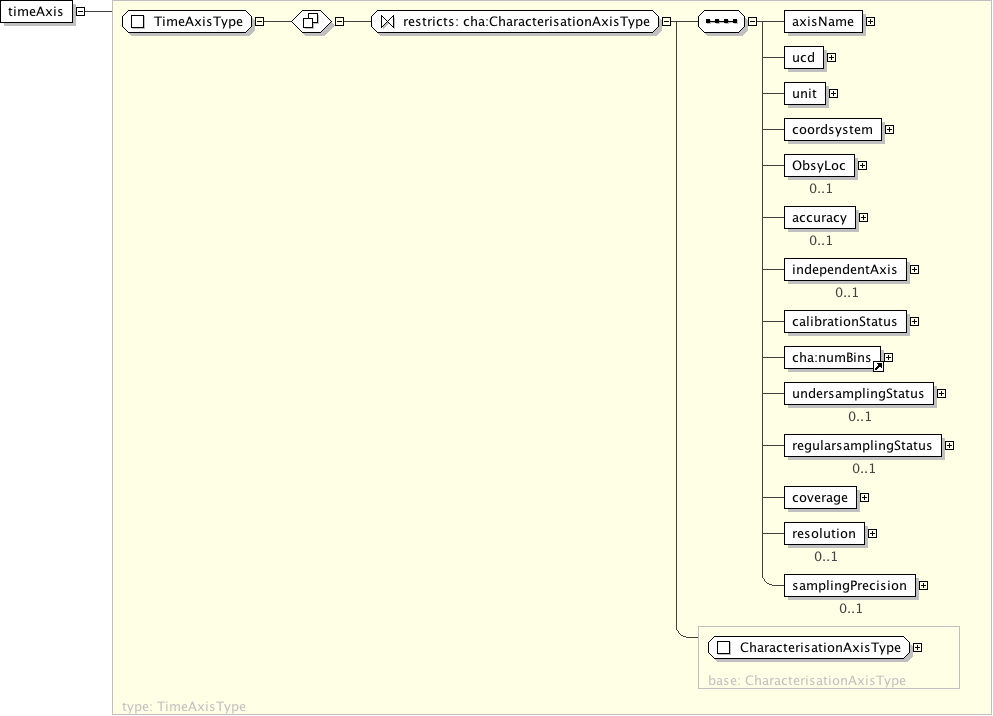 timeAxis
TimeAxisType
restricts: cha:CharacterisationAxisType
axisName
ucd
unit
coordsystem
ObsyLoc
0..1
accuracy
0..1
independentAxis
0..1
calibrationStatus
cha:numBins
undersamplingStatus
0..1
regularsamplingStatus
0..1
coverage
resolution
0..1
samplingPrecision
0..1
CharacterisationAxisType
base: CharacterisationAxisType
type: TimeAxisType